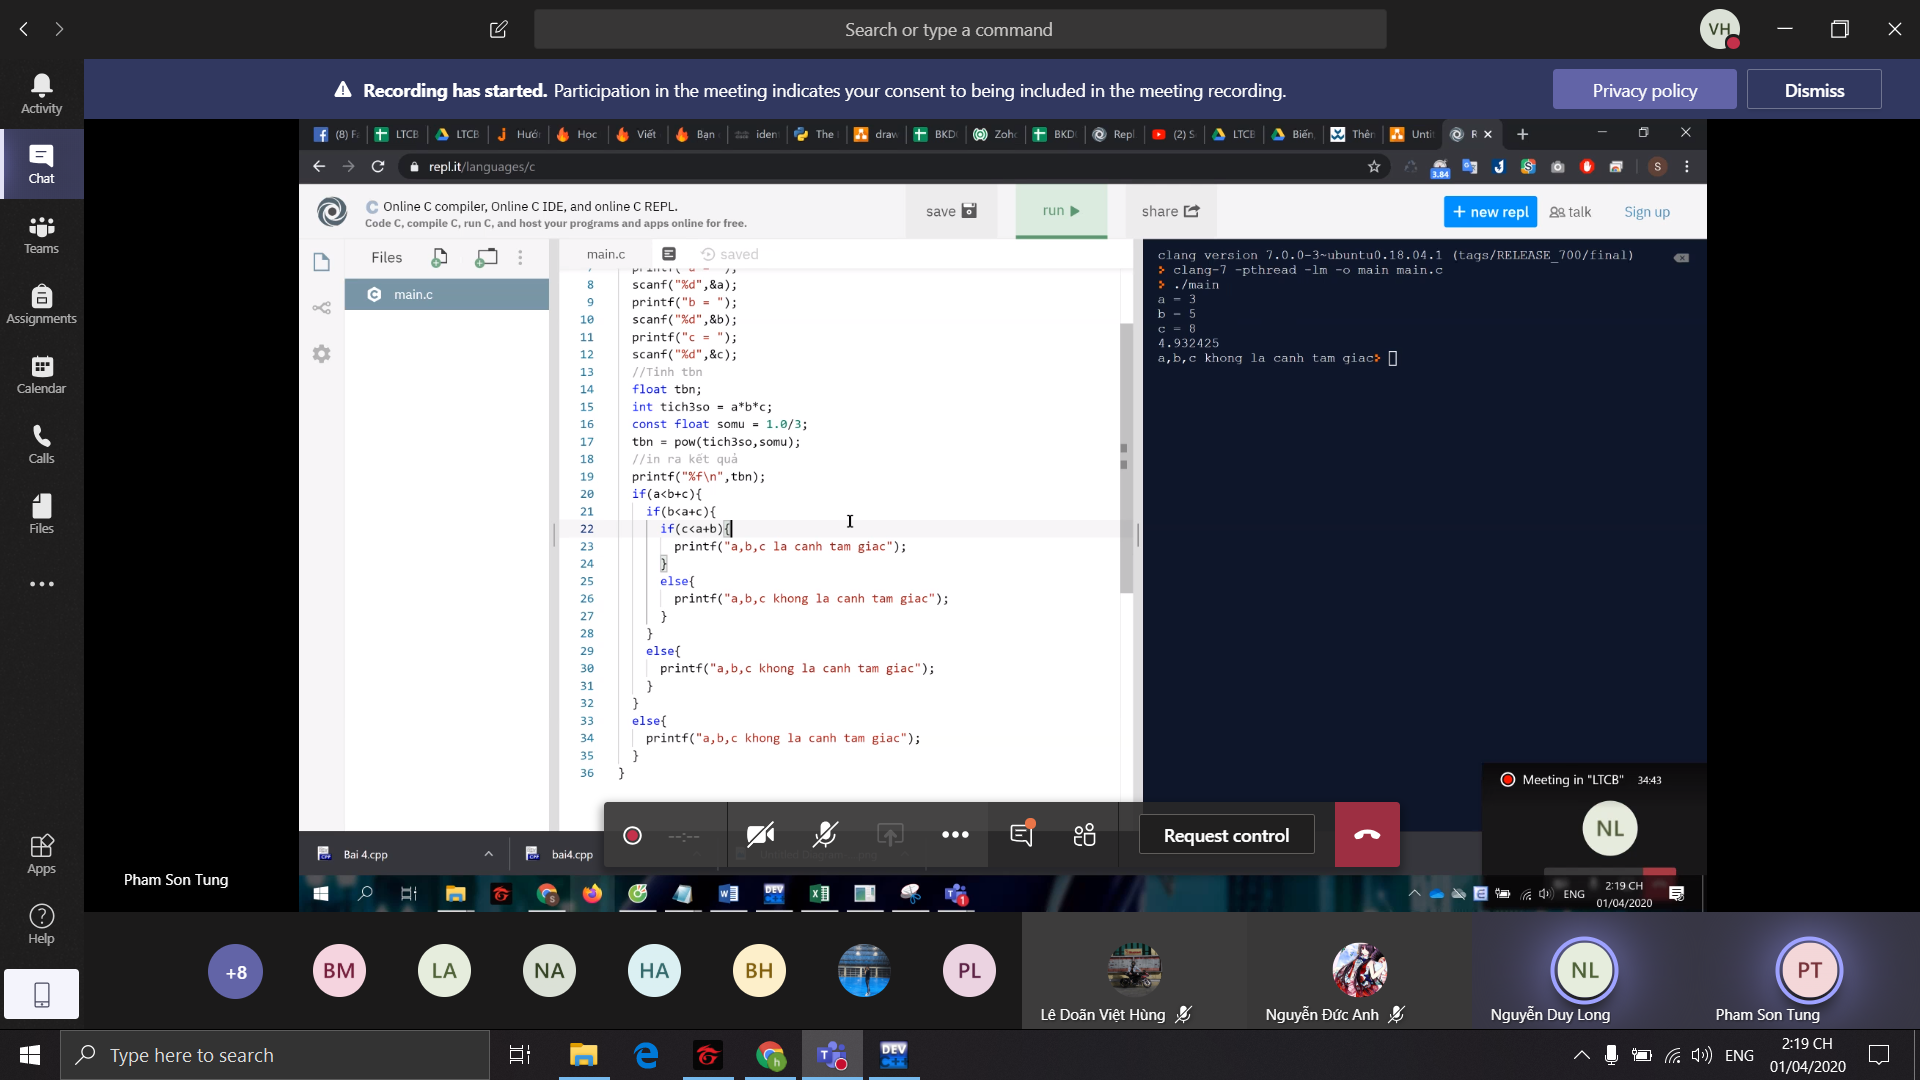 Search or type a command
VH
Activity
Chat
Teams
Assignments
Calendar
Calls
Files
Apps
Help
Recording has started. Participation in the meeting indicates your consent to being included in the meeting recording.
Privacy policy
Dismiss
(8) Fa
LTCB
LTCB
Hướ
Học
Viết
Bạn
iden
The
draw
BKD
Zoho
BKD
Repl
(2) S
LTCB
Biến,
Thên
Unti
R
repl.it/languages/c
3.84
S
Online C compiler, Online C IDE, and online C REPL.
Code C, compile C, run C, and host your programs and apps online for free.
save
run
share
+ new repl
talk
Sign up
Files
main.c
main.c
saved
7 printf("a = ");
8 scanf("%d",&a);
9 printf("b = ");
10 scanf("%d",&b);
11 printf("c = ");
12 scanf("%d",&c);
13 //Tinh tbn
14 float tbn;
15 int tich3so = a*b*c;
16 const float somu = 1.0/3;
17 tbn = pow(tich3so,somu);
18 //in ra kết quả
19 printf("%f\n",tbn);
20 if(a<b+c){
21 if(b<a+c){
22 if(c<a+b){
23 printf("a,b,c la canh tam giac");
24 }
25 else{
26 printf("a,b,c khong la canh tam giac");
27 }
28 }
29 else{
30 printf("a,b,c khong la canh tam giac");
31 }
32 }
33 else{
34 printf("a,b,c khong la canh tam giac");
35 }
36 }
clang version 7.0.0-3~ubuntu0.18.04.1 (tags/RELEASE_700/final)
clang-7 -pthread -lm -o main main.c
./main
a = 3
b = 5
c = 8
4.932425
a,b,c khong la canh tam giac
Meeting in "LTCB" 34:43
NL
Request control
Bai 4.cpp
bai4.cpp
ENG
2:19 CH
01/04/2020
Pham Son Tung
+8
BM
LA
NA
HA
BH
PL
Lê Doãn Việt Hùng
Nguyễn Đức Anh
NL
Nguyễn Duy Long
PT
Pham Son Tung
Type here to search
DEV
ENG
2:19 CH
01/04/2020